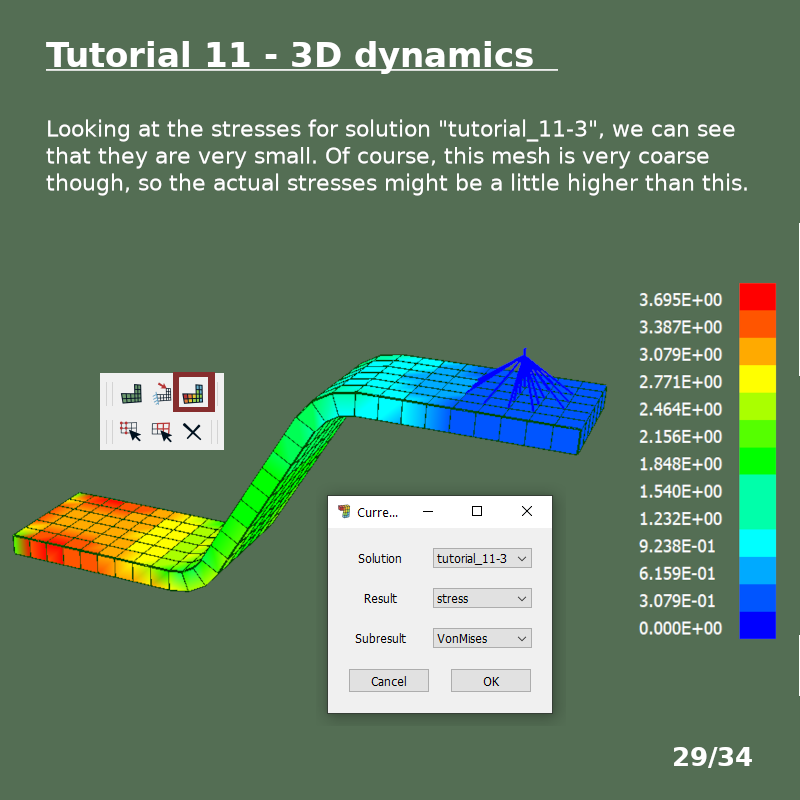 Tutorial 11 - 3D dynamics
Looking at the stresses for solution "tutorial_11-3", we can see
that they are very small. Of course, this mesh is very coarse
though, so the actual stresses might be a little higher than this.
3.695E+00
3.387E+00
3.079E+00
2.771E+00
2.464E+00
2.156E+00
1.848E+00
1.540E+00
1.232E+00
9.238E-01
6.159E-01
3.079E-01
0.000E+00
Curre...
Solution tutorial_11-3
Result stress
Subresult VonMises
Cancel OK
29/34